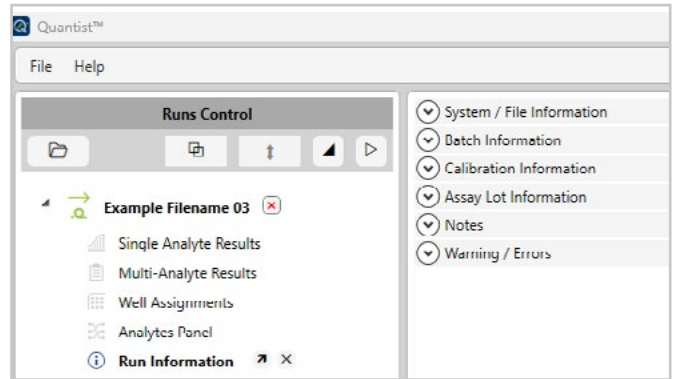 Quantist™
File Help
Runs Control
Example Filename 03
Single Analyte Results
Multi-Analyte Results
Well Assignments
Analytes Panel
Run Information
System / File Information
Batch Information
Calibration Information
Assay Lot Information
Notes
Warning / Errors